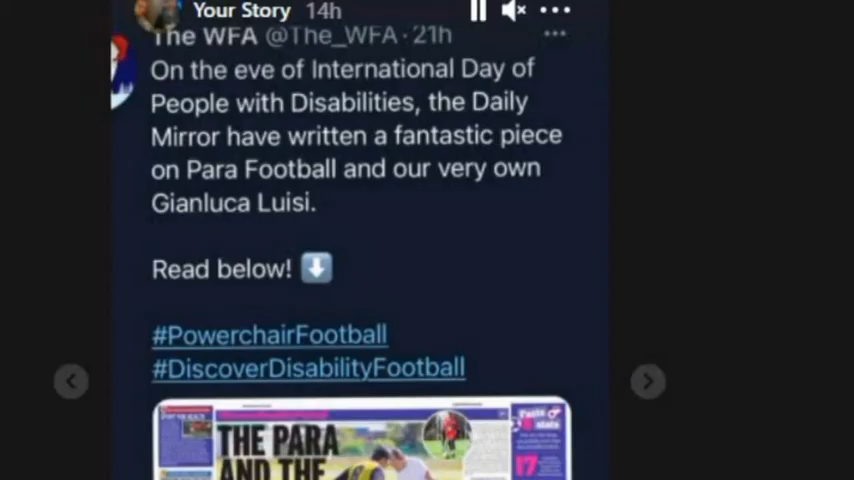 Your Story 14h
The WFA @The_WFA · 21h
On the eve of International Day of
People with Disabilities, the Daily
Mirror have written a fantastic piece
on Para Football and our very own
Gianluca Luisi.
Read below! ⬇️
#PowerchairFootball
#DiscoverDisabilityFootball
THE PARA
AND THE
Facts
stats
17